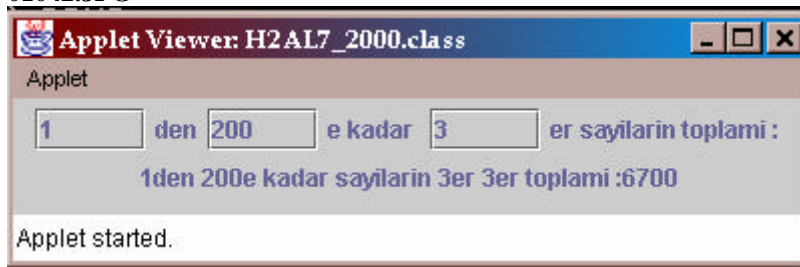 Applet Viewer: H2AL7_2000.class
Applet
1 den 200 e kadar 3 er sayilarin toplami :
1den 200e kadar sayilarin 3er 3er toplami :6700
Applet started.